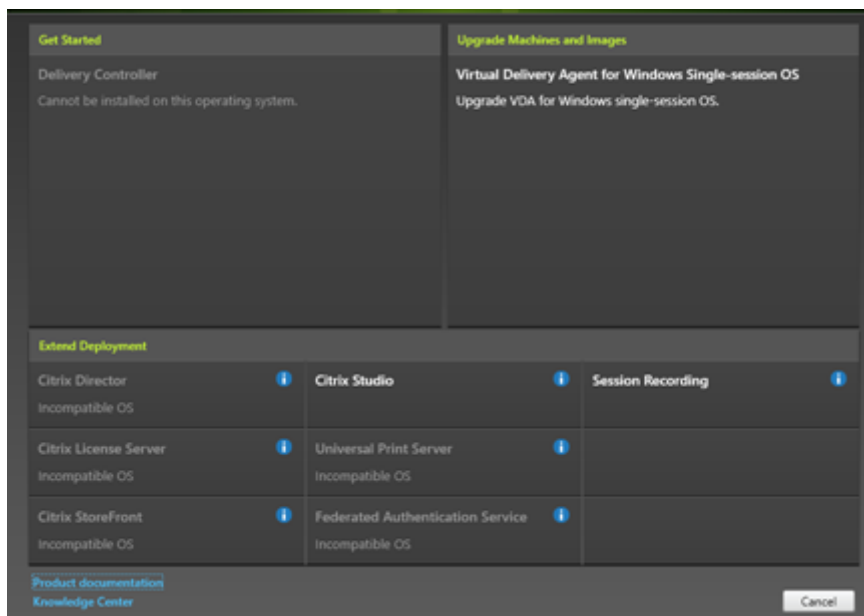 Get Started
Delivery Controller
Cannot be installed on this operating system.
Upgrade Machines and Images
Virtual Delivery Agent for Windows Single-session OS
Upgrade VDA for Windows single-session OS.
Extend Deployment
Citrix Director
Incompatible OS
Citrix Studio
Session Recording
Citrix License Server
Incompatible OS
Universal Print Server
Incompatible OS
Citrix StoreFront
Incompatible OS
Federated Authentication Service
Incompatible OS
Product documentation
Knowledge Center
Cancel